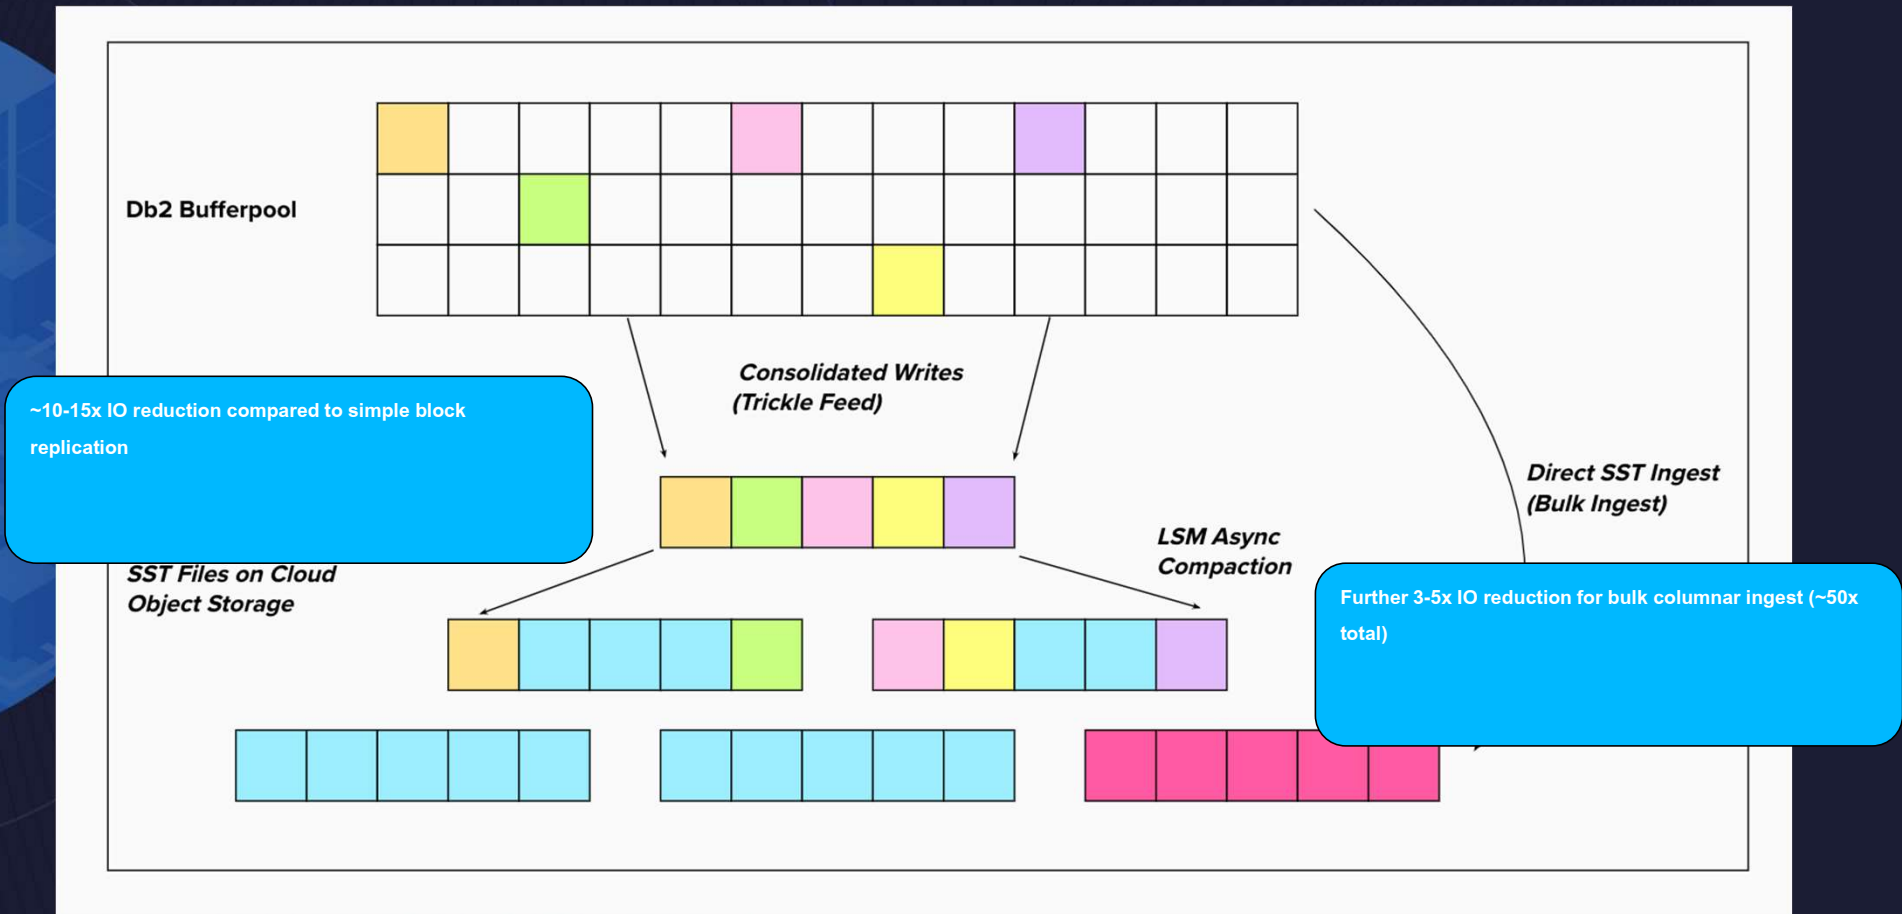 Db2 Bufferpool
Consolidated Writes
(Trickle Feed)
~10-15x IO reduction compared to simple block
replication
Direct SST Ingest
(Bulk Ingest)
LSM Async
Compaction
SST Files on Cloud
Object Storage
Further 3-5x IO reduction for bulk columnar ingest (~50x
total)